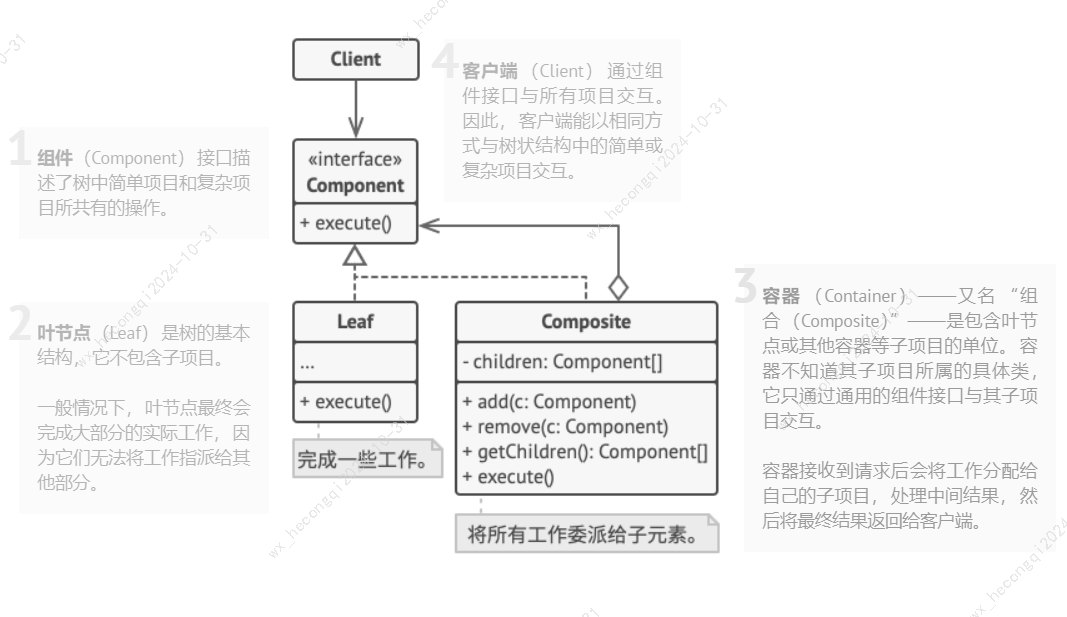 Client
4
客户端 （Client） 通过组
件接口与所有项目交互。
因此， 客户端能以相同方
式与树状结构中的简单或
复杂项目交互。
1
组件 （Component） 接口描
述了树中简单项目和复杂项
目所共有的操作。
«interface»
Component
+ execute()
2
叶节点 （Leaf） 是树的基本
结构， 它不包含子项目。
一般情况下， 叶节点最终会
完成大部分的实际工作， 因
为它们无法将工作指派给其
他部分。
Leaf
...
+ execute()
完成一些工作。
Composite
- children: Component[]
+ add(c: Component)
+ remove(c: Component)
+ getChildren(): Component[]
+ execute()
将所有工作委派给子元素。
3
容器 （Container） ——又名 “组
合 （Composite）” ——是包含叶节
点或其他容器等子项目的单位。 容
器不知道其子项目所属的具体类，
它只通过通用的组件接口与其子项
目交互。
容器接收到请求后会将工作分配给
自己的子项目， 处理中间结果， 然
后将最终结果返回给客户端。
wx_hecongqi2024-10-31
wx_hecongqi2024-10-31
wx_hecongqi2024-10-31